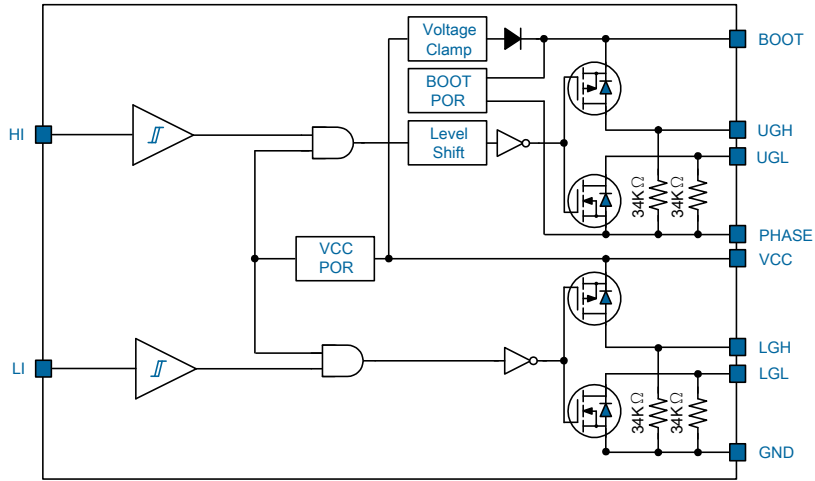 Voltage
Clamp
BOOT
BOOT
POR
HI
Level
Shift
UGH
UGL
34KΩ
34KΩ
PHASE
VCC
POR
VCC
LI
LGH
LGL
34KΩ
34KΩ
GND